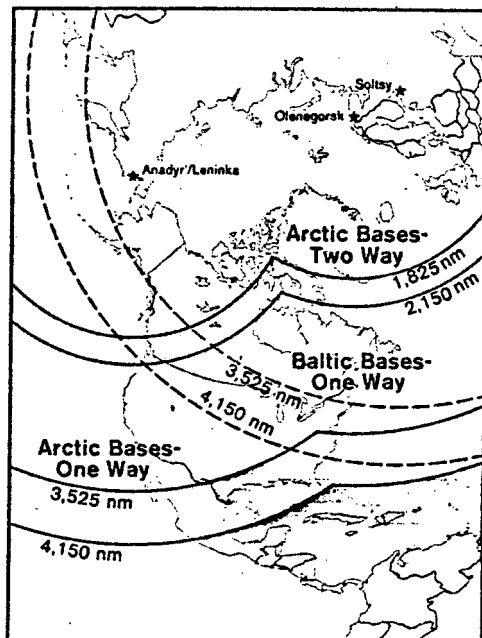 Soltsy
Olenegorsk
Anadyr'/Leninka
Arctic Bases-
Two Way
1,825 nm
2,150 nm
Baltic Bases-
One Way
3,525 nm
4,150 nm
Arctic Bases-
One Way
3,525 nm
4,150 nm